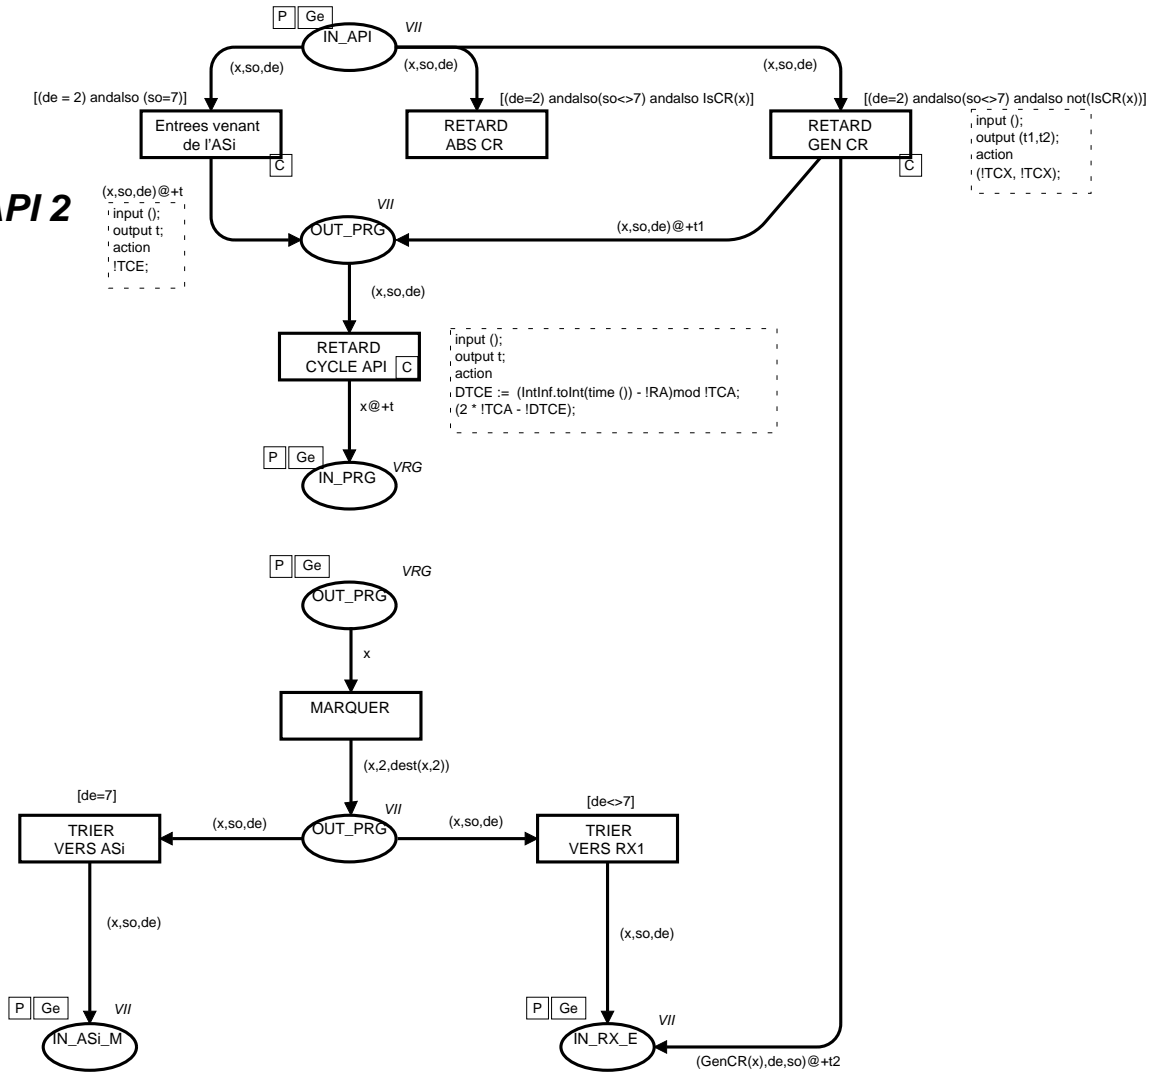 P Ge
VII
IN_API
(x,so,de)
(x,so,de)
(x,so,de)
[(de = 2) andalso (so=7)]
[(de=2) andalso(so<>7) andalso IsCR(x)]
[(de=2) andalso(so<>7) andalso not(IsCR(x))]
Entrees venant
de l'ASi
C
RETARD
ABS CR
RETARD
GEN CR
C
input ();
output (t1,t2);
action
(!TCX, !TCX);
API 2
(x,so,de)@+t
input ();
output t;
action
!TCE;
VII
OUT_PRG
(x,so,de)@+t1
(x,so,de)
RETARD
CYCLE API
C
input ();
output t;
action
DTCE := (IntInf.toInt(time ()) - !RA)mod !TCA;
(2 * !TCA - !DTCE);
x@+t
P Ge
VRG
IN_PRG
P Ge
VRG
OUT_PRG
x
MARQUER
(x,2,dest(x,2))
[de=7]
VII
[de<>7]
TRIER
VERS ASi
(x,so,de)
OUT_PRG
(x,so,de)
TRIER
VERS RX1
(x,so,de)
(x,so,de)
P Ge
VII
IN_ASi_M
P Ge
VII
IN_RX_E
(GenCR(x),de,so)@+t2